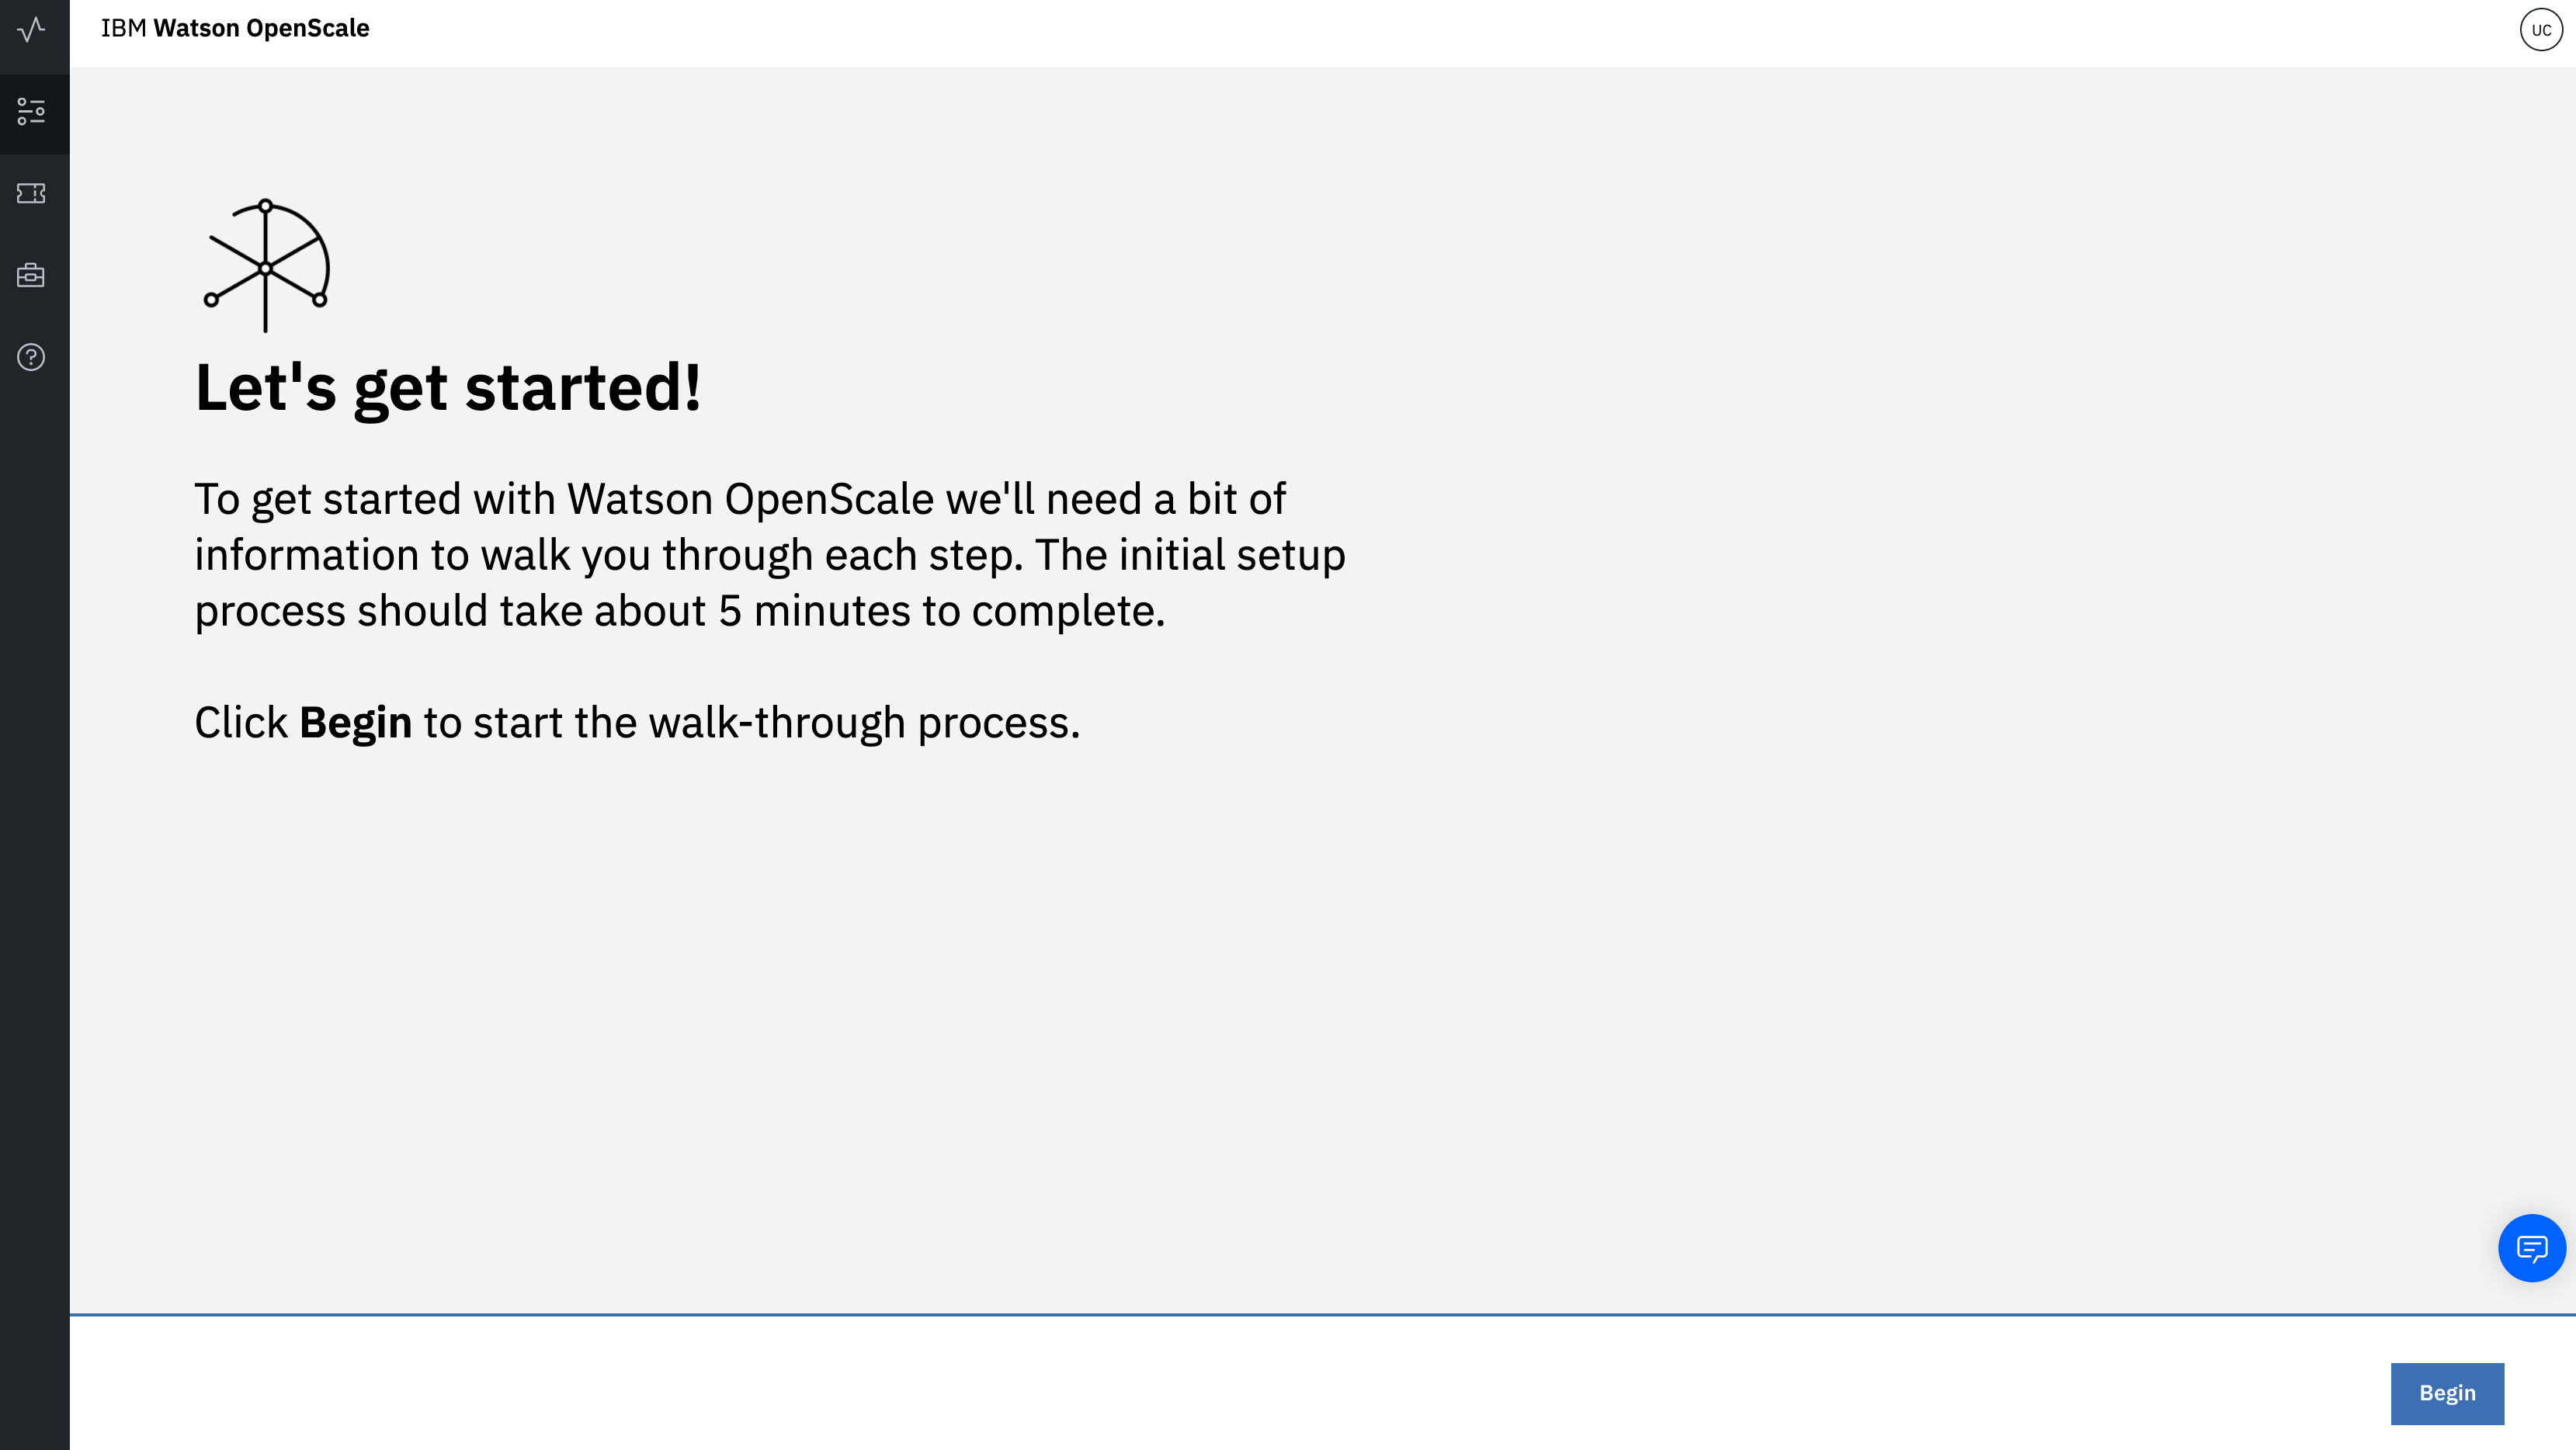 IBM Watson OpenScale
UC
Let's get started!
To get started with Watson OpenScale we'll need a bit of
information to walk you through each step. The initial setup
process should take about 5 minutes to complete.
Click Begin to start the walk-through process.
Begin